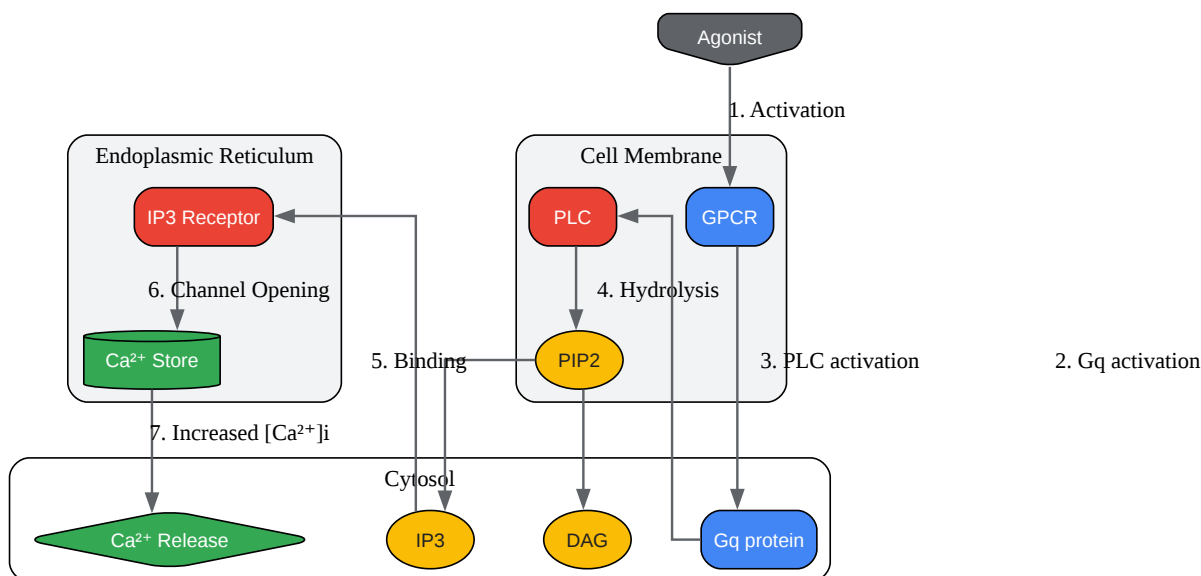 Agonist
1. Activation
Endoplasmic Reticulum
Cell Membrane
IP3 Receptor
PLC
GPCR
6. Channel Opening
4. Hydrolysis
Ca²⁺ Store
5. Binding
PIP2
3. PLC activation
2. Gq activation
7. Increased [Ca²⁺]i
Cytosol
Ca²⁺ Release
IP3
DAG
Gq protein